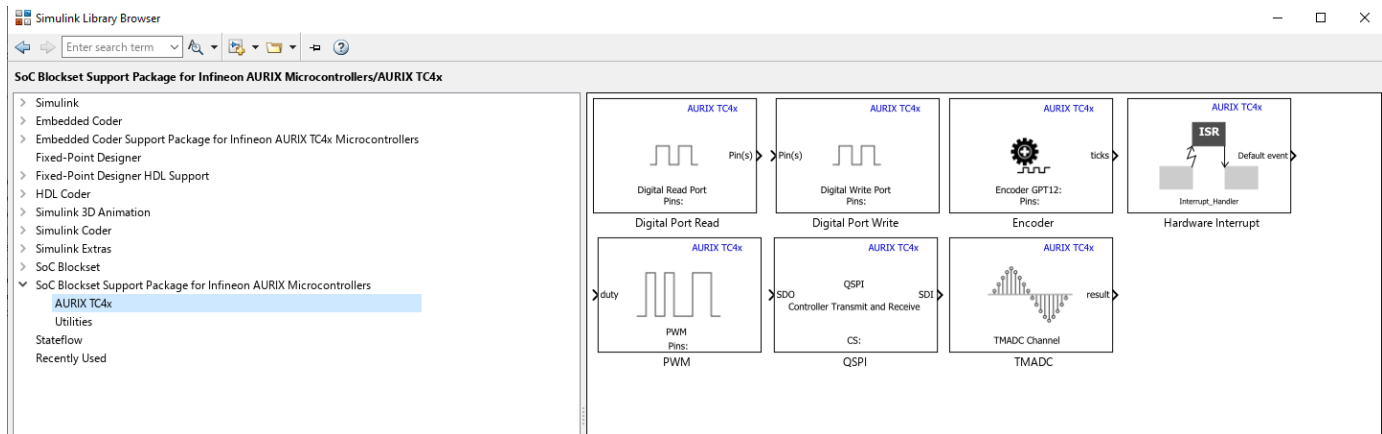 Simulink Library Browser
Enter search term
SoC Blockset Support Package for Infineon AURIX Microcontrollers/AURIX TC4x
Simulink
Embedded Coder
Embedded Coder Support Package for Infineon AURIX TC4x Microcontrollers
Fixed-Point Designer
Fixed-Point Designer HDL Support
HDL Coder
Simulink 3D Animation
Simulink Coder
Simulink Extras
SoC Blockset
SoC Blockset Support Package for Infineon AURIX Microcontrollers
AURIX TC4x
Utilities
Stateflow
Recently Used
AURIX TC4x
Pin(s)
Digital Read Port
Pins:
Digital Port Read
AURIX TC4x
Pin(s)
Digital Write Port
Pins:
Digital Port Write
AURIX TC4x
ticks
Encoder GPT12:
Pins:
Encoder
AURIX TC4x
ISR
Default event
Interrupt_Handler
Hardware Interrupt
AURIX TC4x
duty
PWM
Pins:
PWM
AURIX TC4x
QSPI
SDO SDI
Controller Transmit and Receive
CS:
QSPI
AURIX TC4x
result
TMADC Channel
TMADC